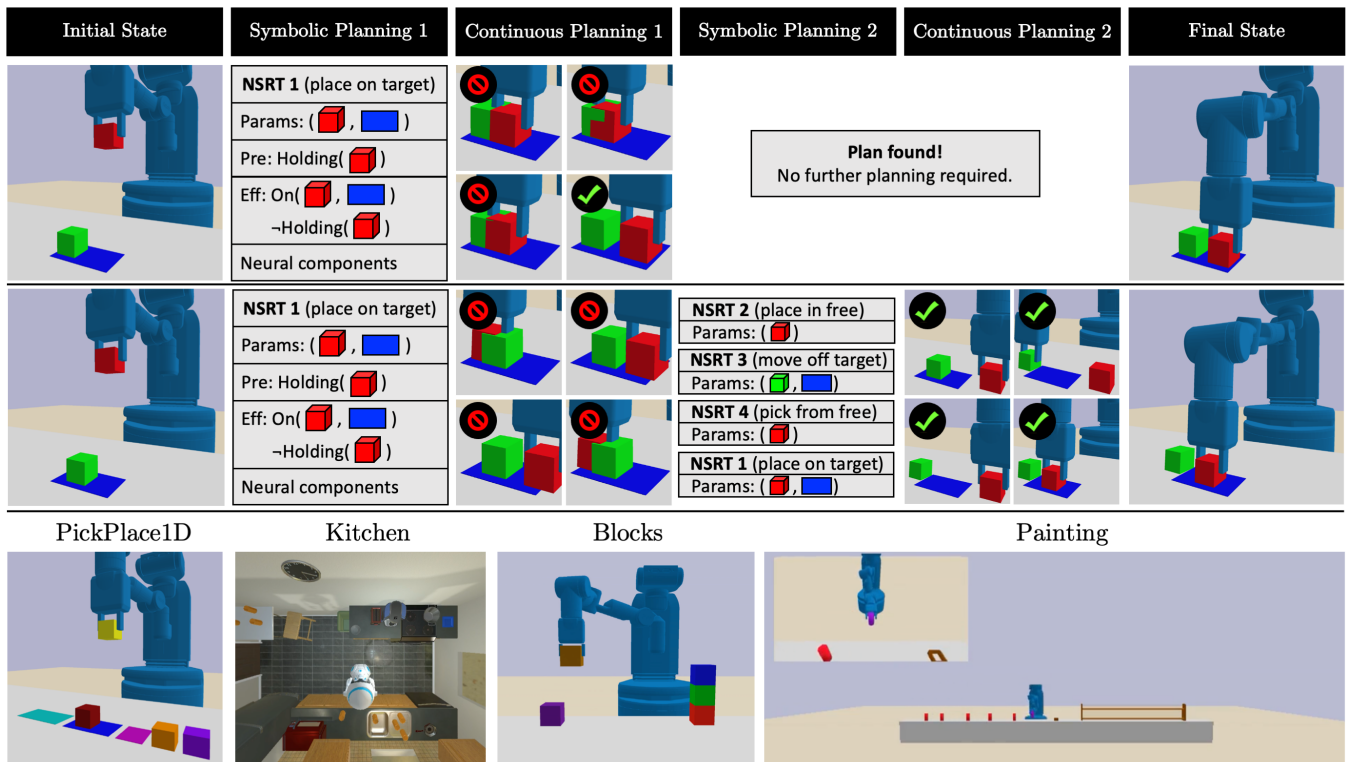 Initial State
Symbolic Planning 1
Continuous Planning 1
Symbolic Planning 2
Continuous Planning 2
Final State
NSRT 1 (place on target)
Params: ( , )
Pre: Holding( )
Eff: On( , )
¬Holding( )
Neural components
Plan found!
No further planning required.
NSRT 1 (place on target)
Params: ( , )
Pre: Holding( )
Eff: On( , )
¬Holding( )
Neural components
NSRT 2 (place in free)
Params: ( )
NSRT 3 (move off target)
Params: ( , )
NSRT 4 (pick from free)
Params: ( )
NSRT 1 (place on target)
Params: ( , )
PickPlace1D
Kitchen
Blocks
Painting